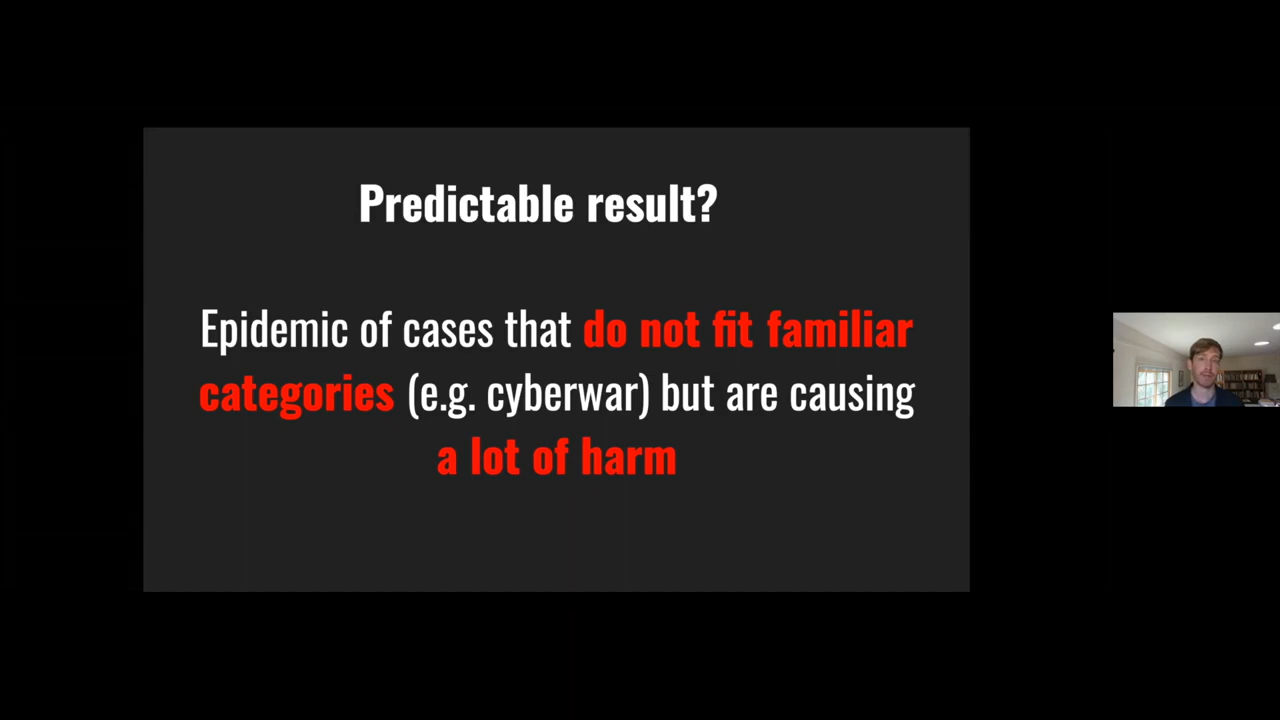 Predictable result?
Epidemic of cases that do not fit familiar
categories (e.g. cyberwar) but are causing
a lot of harm